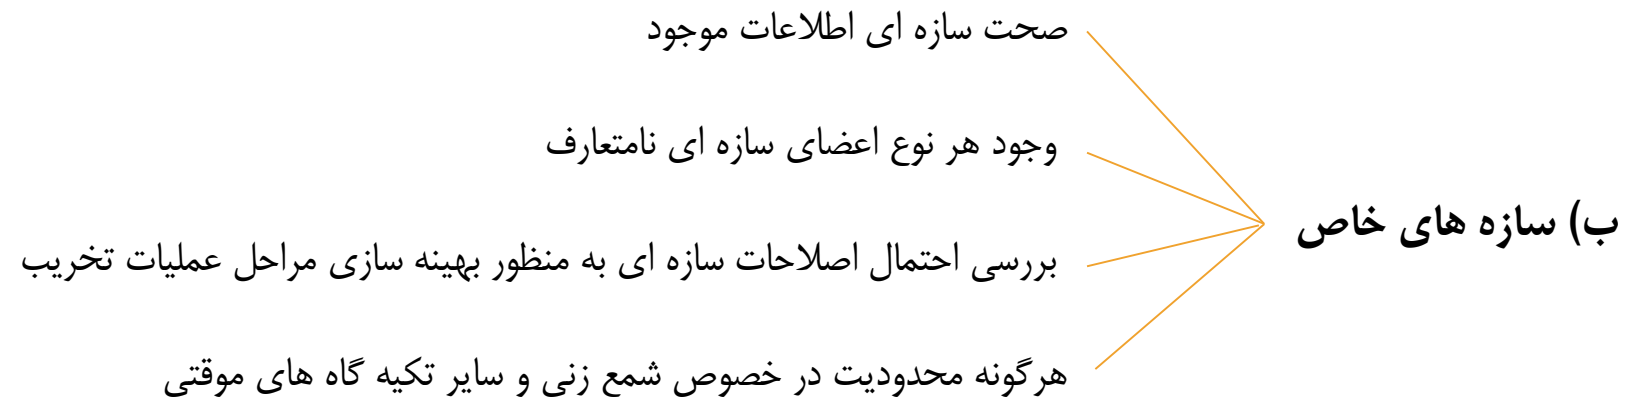 ب) سازه های خاص
صحت سازه ای اطلاعات موجود
وجود هر نوع اعضای سازه ای نامتعارف
بررسی احتمال اصلاحات سازه ای به منظور بهینه سازی مراحل عملیات تخریب
هرگونه محدودیت در خصوص شمع زنی و سایر تکیه گاه های موقتی